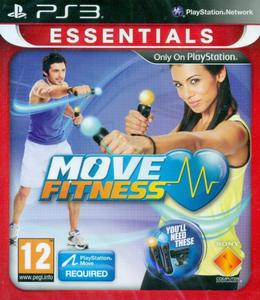 PS3
PlayStation Network
ESSENTIALS
Only On PlayStation®
MOVE
FITNESS
YOU'LL
NEED
THESE
12
www.pegi.info
PlayStation
Move
REQUIRED
SONY
COMPUTER